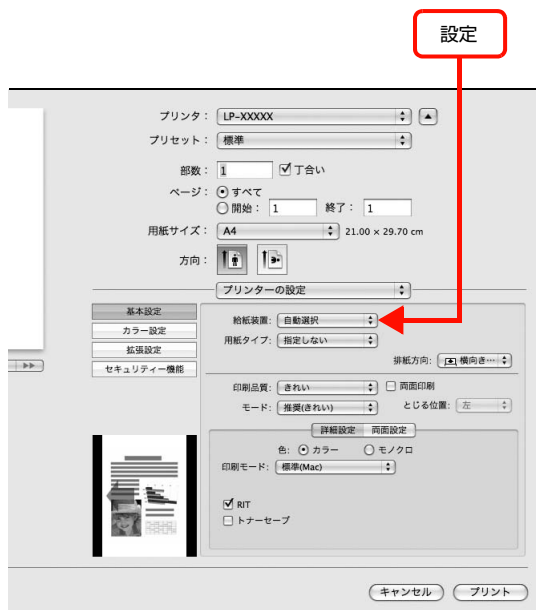 設定
プリンタ： LP-XXXXX
プリセット： 標準
部数： 1 丁合い
ページ： すべて
開始： 1 終了： 1
用紙サイズ： A4 21.00 × 29.70 cm
方向：
プリンターの設定
基本設定
カラー設定
拡張設定
セキュリティー機能
給紙装置: 自動選択
用紙タイプ: 指定しない
排紙方向: 横向き…
印刷品質: きれい 両面印刷
モード: 推奨(きれい) とじる位置: 左
詳細設定 両面設定
色: カラー モノクロ
印刷モード: 標準(Mac)
RIT
トナーセーブ
キャンセル プリント